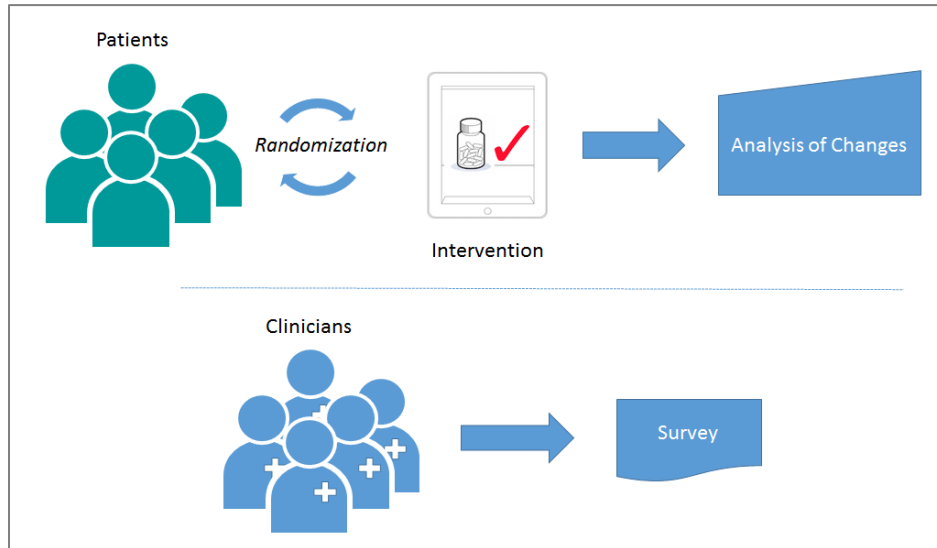 Patients
Randomization
Analysis of Changes
Intervention
Clinicians
Survey